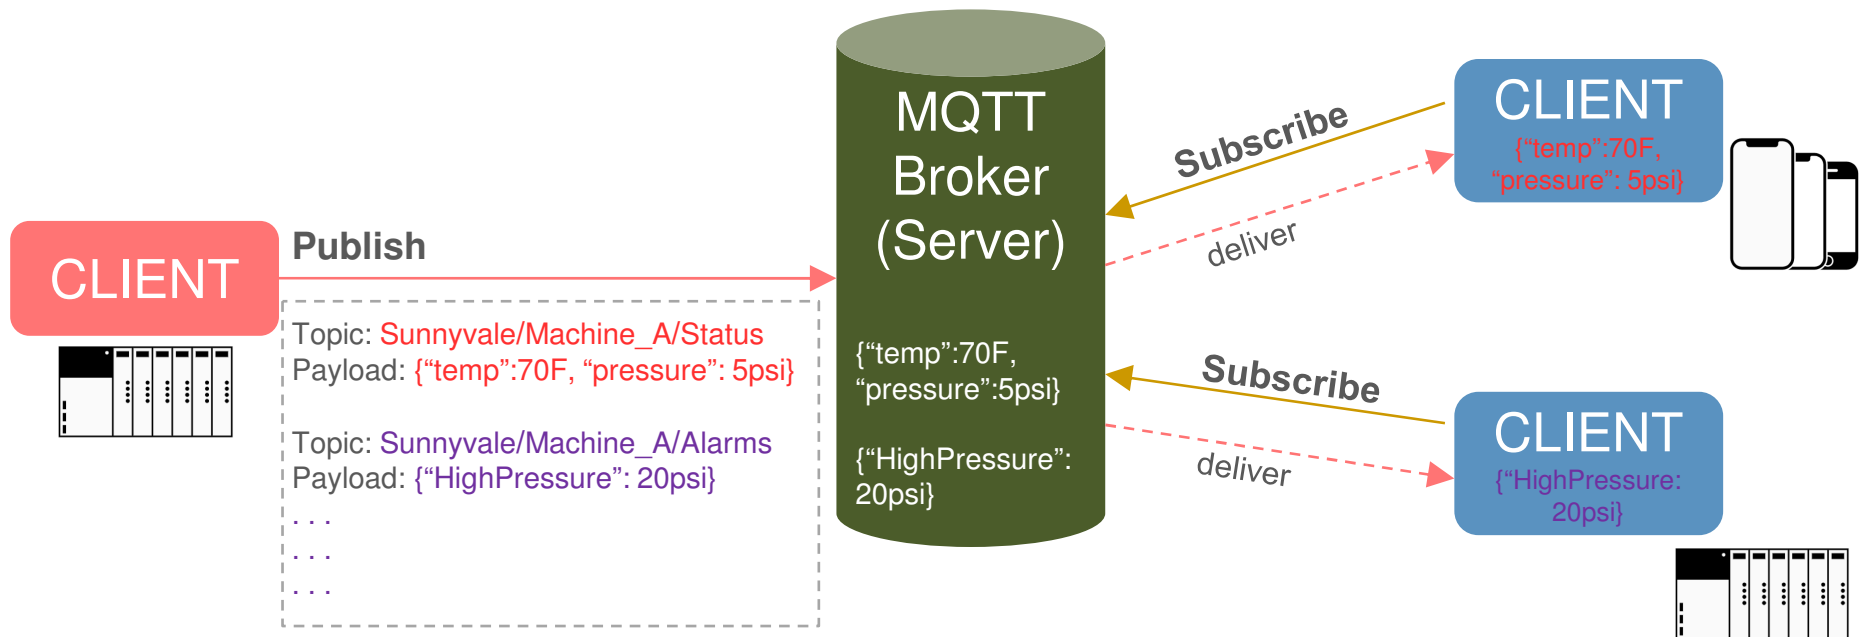 CLIENT
Publish
Topic: Sunnyvale/Machine_A/Status
Payload: {“temp”:70F, “pressure”: 5psi}
Topic: Sunnyvale/Machine_A/Alarms
Payload: {“HighPressure”: 20psi}
. . .
. . .
. . .
MQTT
Broker
(Server)
{“temp”:70F,
“pressure”:5psi}
{“HighPressure”:
20psi}
Subscribe
deliver
Subscribe
deliver
CLIENT
{“temp”:70F,
“pressure”: 5psi}
CLIENT
{“HighPressure:
20psi}